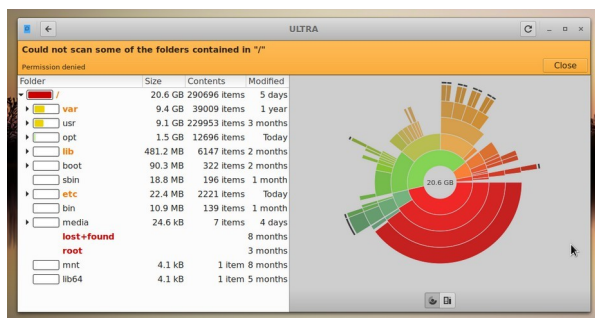 ULTRA
Could not scan some of the folders contained in "/"
Permission denied
Close
Folder Size Contents Modified
/ 20.6 GB 290696 items 5 days
var 9.4 GB 39009 items 1 year
usr 9.1 GB 229953 items 3 months
opt 1.5 GB 12696 items Today
lib 481.2 MB 6147 items 2 months
boot 90.3 MB 322 items 2 months
sbin 18.8 MB 196 items 1 month
etc 22.4 MB 2221 items Today
bin 10.9 MB 139 items 1 month
media 24.6 kB 7 items 4 days
lost+found 8 months
root 3 months
mnt 4.1 kB 1 item 8 months
lib64 4.1 kB 1 item 5 months
20.6 GB